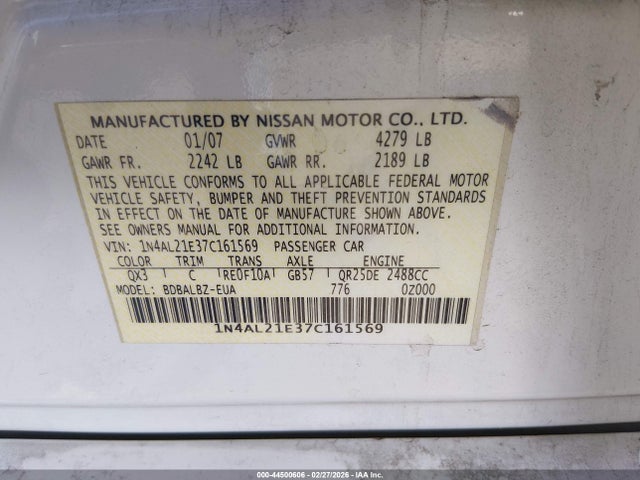 MANUFACTURED BY NISSAN MOTOR CO., LTD.
DATE 01/07 GVWR 4279 LB
GAWR FR. 2242 LB GAWR RR. 2189 LB
THIS VEHICLE CONFORMS TO ALL APPLICABLE FEDERAL MOTOR
VEHICLE SAFETY, BUMPER AND THEFT PREVENTION STANDARDS
IN EFFECT ON THE DATE OF MANUFACTURE SHOWN ABOVE.
SEE OWNERS MANUAL FOR ADDITIONAL INFORMATION.
VIN: 1N4AL21E37C161569 PASSENGER CAR
COLOR TRIM TRANS AXLE ENGINE
QX3 C RE0F10A GB57 QR25DE 2488CC
MODEL: BDBALBZ-EUA 776 0Z000
1N4AL21E37C161569
000-44500606 - 02/27/2026 - IAA Inc.